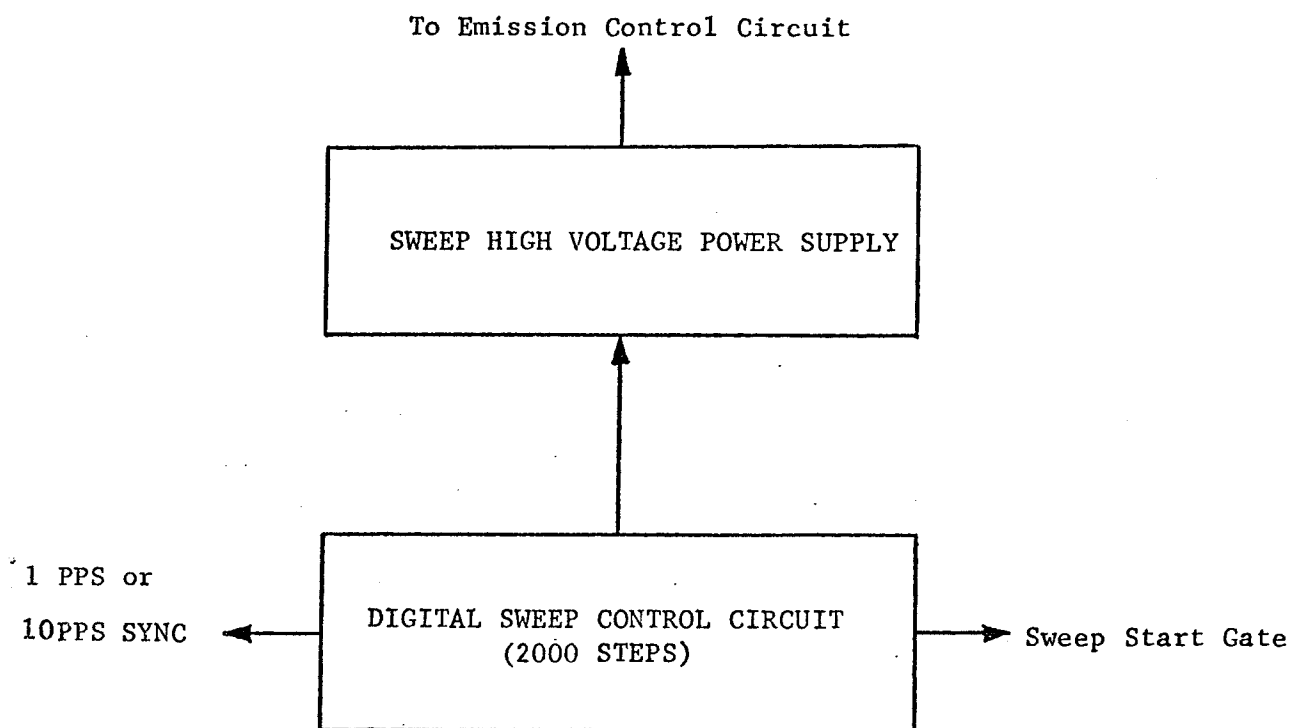 To Emission Control Circuit
SWEEP HIGH VOLTAGE POWER SUPPLY
1 PPS or
10PPS SYNC
DIGITAL SWEEP CONTROL CIRCUIT
(2000 STEPS)
Sweep Start Gate